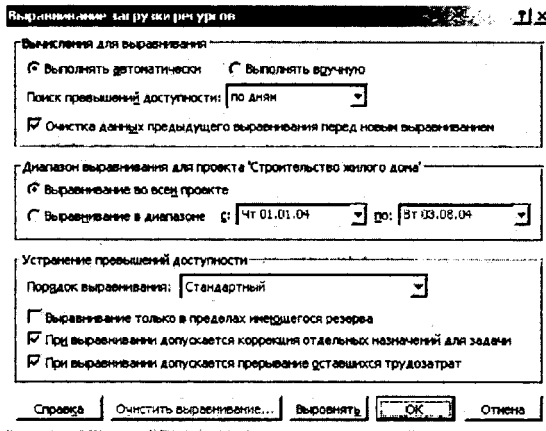 Выравнивание загрузки ресурсов
Вычисления для выравнивания
Выполнять автоматически Выполнять вручную
Поиск превышений доступности: по дням
Очистка данных предыдущего выравнивания перед новым выравниванием
Диапазон выравнивания для проекта 'Строительство жилого дома'
Выравнивание во всем проекте
Выравнивание в диапазоне с: Чт 01.01.04 по: Вт 03.08.04
Устранение превышений доступности
Порядок выравнивания: Стандартный
Выравнивание только в пределах имеющегося резерва
При выравнивании допускается коррекция отдельных назначений для задачи
При выравнивании допускается прерывание оставшихся трудозатрат
Справка Очистить выравнивание... Выровнять ОК Отмена